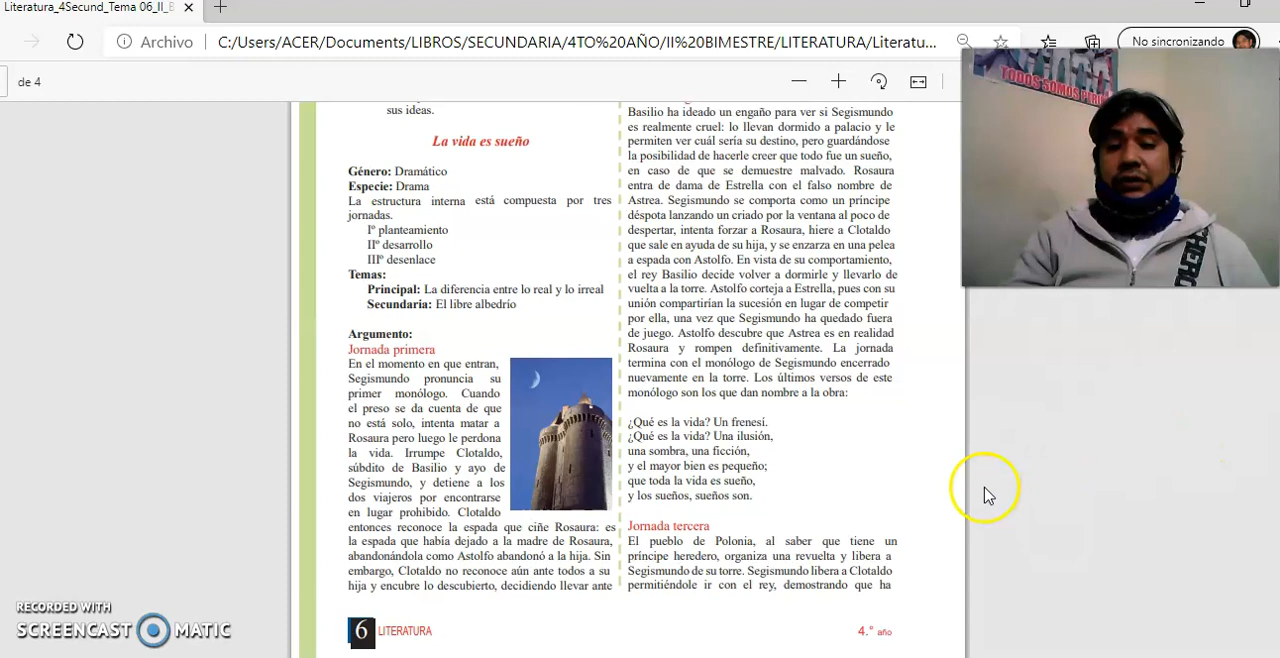 Literatura_4Secund_Tema 06_II_B
Archivo
C:/Users/ACER/Documents/LIBROS/SECUNDARIA/4TO%20AÑO/II%20BIMESTRE/LITERATURA/Literatu...
No sincronizando
de 4
TODOS SOMOS
sus ideas.
La vida es sueño
Género: Dramático
Especie: Drama
La estructura interna está compuesta por tres
jornadas.
Iº planteamiento
IIº desarrollo
IIIº desenlace
Temas:
Principal: La diferencia entre lo real y lo irreal
Secundaria: El libre albedrío
Argumento:
Jornada primera
En el momento en que entran,
Segismundo pronuncia su
primer monólogo. Cuando
el preso se da cuenta de que
no está solo, intenta matar a
Rosaura pero luego le perdona
la vida. Irrumpe Clotaldo,
súbdito de Basilio y ayo de
Segismundo, y detiene a los
dos viajeros por encontrarse
en lugar prohibido. Clotaldo
entonces reconoce la espada que ciñe Rosaura: es
la espada que había dejado a la madre de Rosaura,
abandonándola como Astolfo abandonó a la hija. Sin
embargo, Clotaldo no reconoce aún ante todos a su
hija y encubre lo descubierto, decidiendo llevar ante
Basilio ha ideado un engaño para ver si Segismundo
es realmente cruel: lo llevan dormido a palacio y le
permiten ver cuál sería su destino, pero guardándose
la posibilidad de hacerle creer que todo fue un sueño,
en caso de que se demuestre malvado. Rosaura
entra de dama de Estrella con el falso nombre de
Astrea. Segismundo se comporta como un príncipe
déspota lanzando un criado por la ventana al poco de
despertar, intenta forzar a Rosaura, hiere a Clotaldo
que sale en ayuda de su hija, y se enzarza en una pelea
a espada con Astolfo. En vista de su comportamiento,
el rey Basilio decide volver a dormirle y llevarlo de
vuelta a la torre. Astolfo corteja a Estrella, pues con su
unión compartirían la sucesión en lugar de competir
por ella, una vez que Segismundo ha quedado fuera
de juego. Astolfo descubre que Astrea es en realidad
Rosaura y rompen definitivamente. La jornada
termina con el monólogo de Segismundo encerrado
nuevamente en la torre. Los últimos versos de este
monólogo son los que dan nombre a la obra:
¿Qué es la vida? Un frenesí.
¿Qué es la vida? Una ilusión,
una sombra, una ficción,
y el mayor bien es pequeño;
que toda la vida es sueño,
y los sueños, sueños son.
Jornada tercera
El pueblo de Polonia, al saber que tiene un
príncipe heredero, organiza una revuelta y libera a
Segismundo de su torre. Segismundo libera a Clotaldo
permitiéndole ir con el rey, demostrando que ha
6 LITERATURA
4.° año
RECORDED WITH
SCREENCAST MATIC